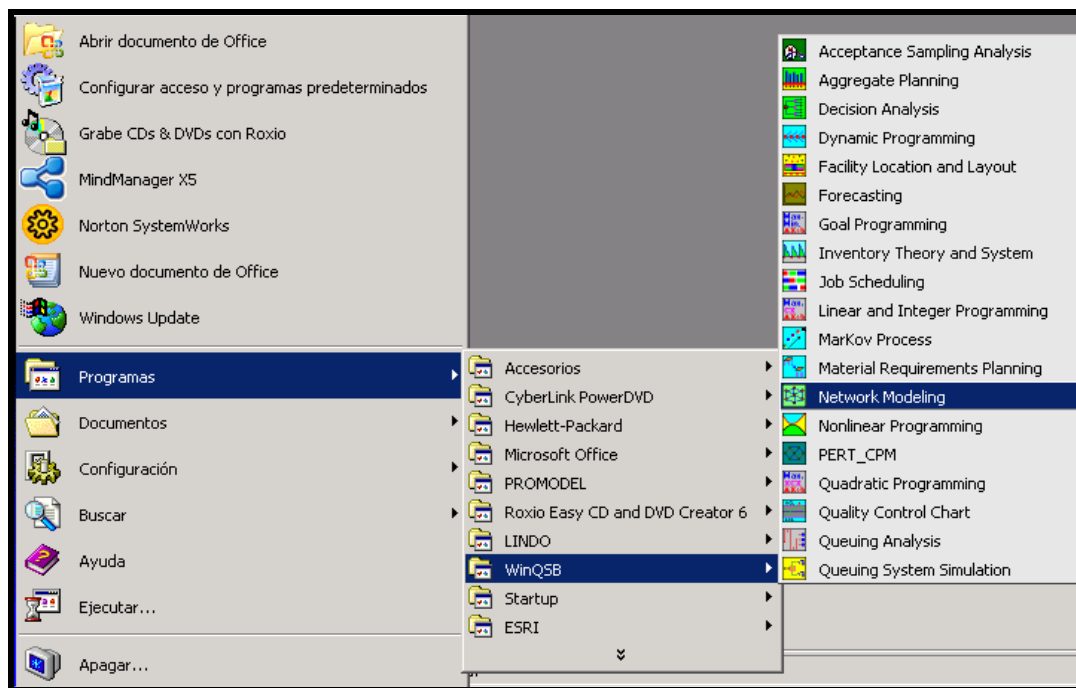 Abrir documento de Office
Configurar acceso y programas predeterminados
Grabe CDs & DVDs con Roxio
MindManager X5
Norton SystemWorks
Nuevo documento de Office
Windows Update
Programas
Documentos
Configuración
Buscar
Ayuda
Ejecutar...
Apagar...
Accesorios
CyberLink PowerDVD
Hewlett-Packard
Microsoft Office
PROMODEL
Roxio Easy CD and DVD Creator 6
LINDO
WinQSB
Startup
ESRI
Acceptance Sampling Analysis
Aggregate Planning
Decision Analysis
Dynamic Programming
Facility Location and Layout
Forecasting
Goal Programming
Inventory Theory and System
Job Scheduling
Linear and Integer Programming
MarKov Process
Material Requirements Planning
Network Modeling
Nonlinear Programming
PERT_CPM
Quadratic Programming
Quality Control Chart
Queuing Analysis
Queuing System Simulation